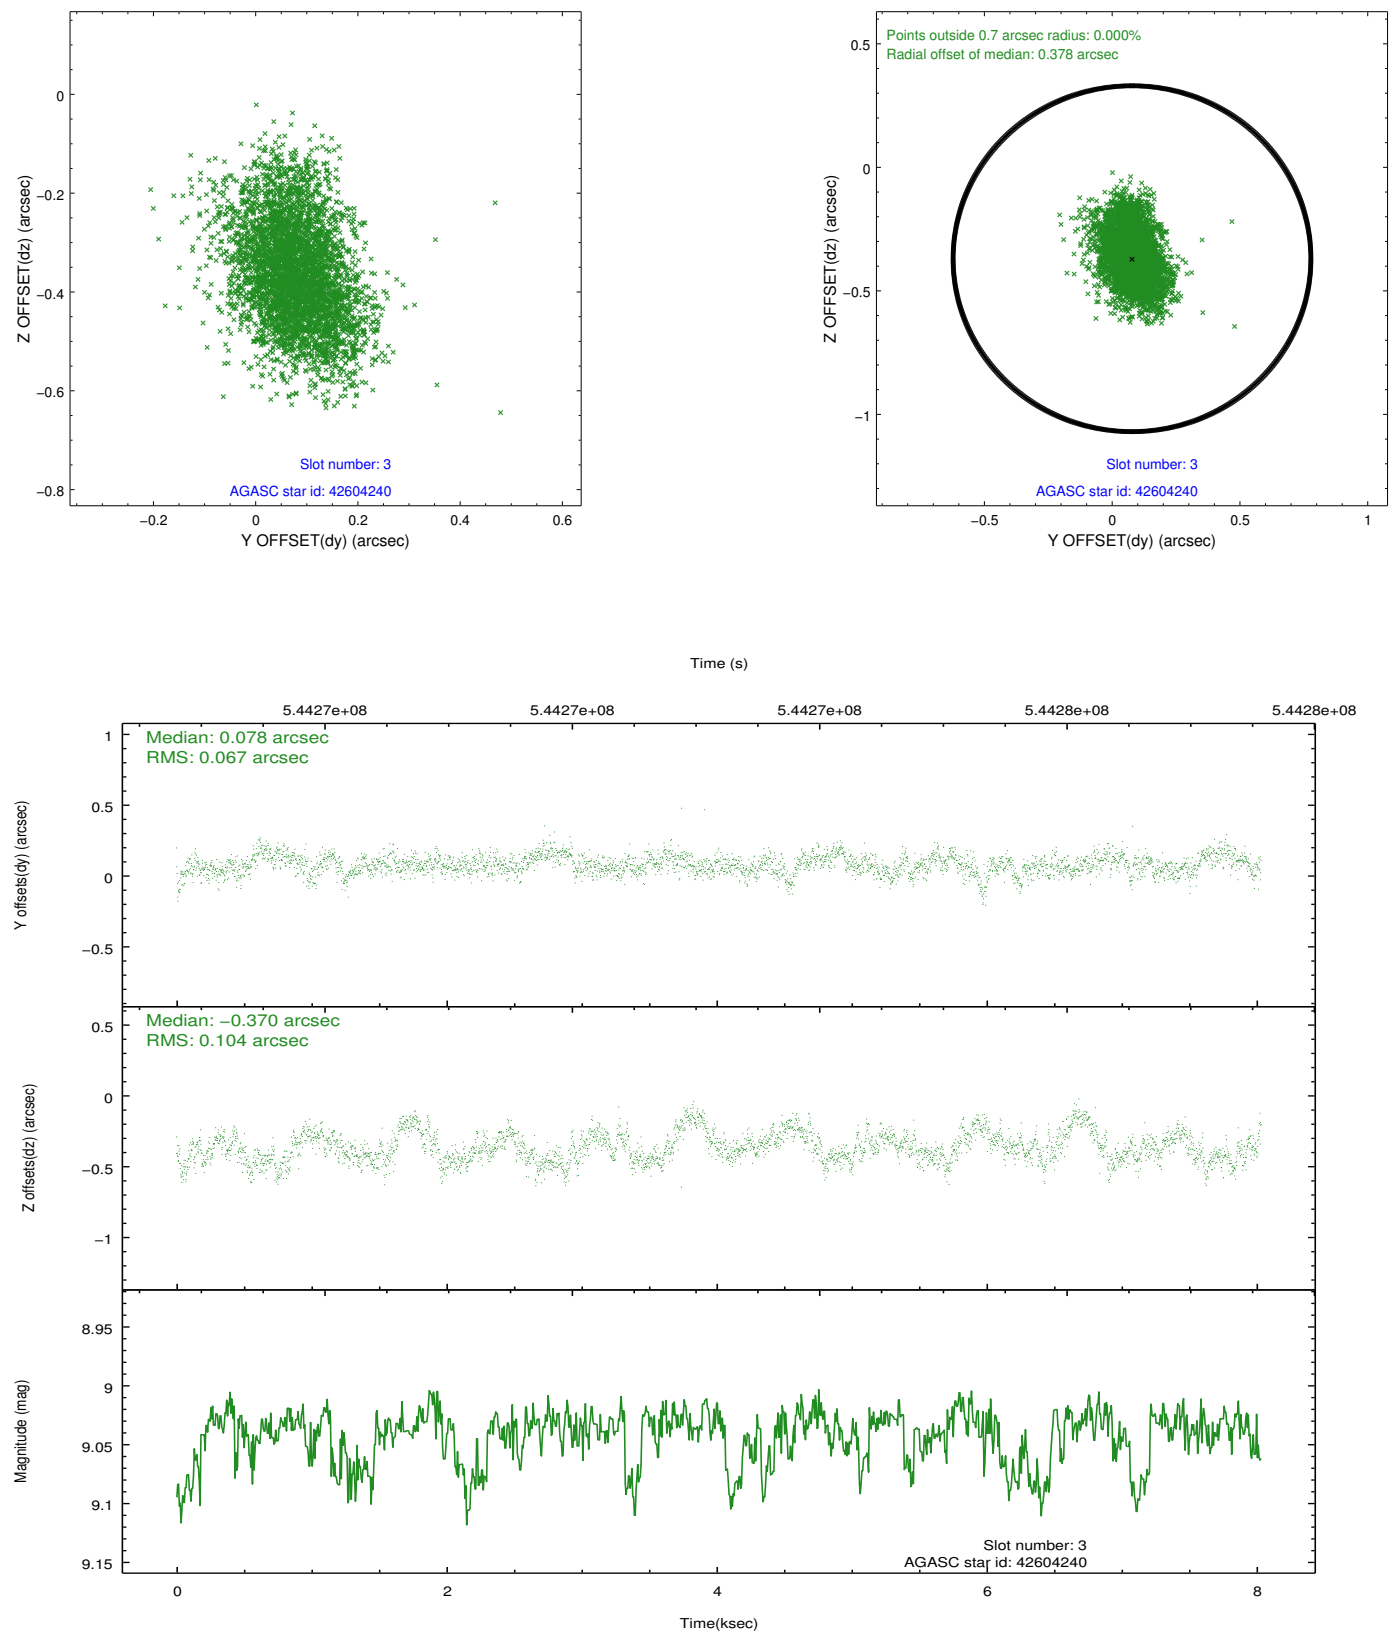 0
−0.2
−0.4
−0.6
−0.8
Z OFFSET(dz) (arcsec)
Slot number: 3
AGASC star id: 42604240
−0.2
0
0.2
0.4
0.6
Y OFFSET(dy) (arcsec)
Points outside 0.7 arcsec radius: 0.000%
Radial offset of median: 0.378 arcsec
0.5
0
−0.5
−1
Z OFFSET(dz) (arcsec)
Slot number: 3
AGASC star id: 42604240
−0.5
0
0.5
1
Y OFFSET(dy) (arcsec)
Time (s)
5.4427e+08
5.4427e+08
5.4427e+08
5.4428e+08
5.4428e+08
Median: 0.078 arcsec
RMS: 0.067 arcsec
1
0.5
0
−0.5
Y offsets(dy) (arcsec)
Median: −0.370 arcsec
RMS: 0.104 arcsec
0.5
0
−0.5
−1
Z offsets(dz) (arcsec)
8.95
9
9.05
9.1
9.15
Magnitude (mag)
Slot number: 3
AGASC star id: 42604240
0
2
4
6
8
Time(ksec)